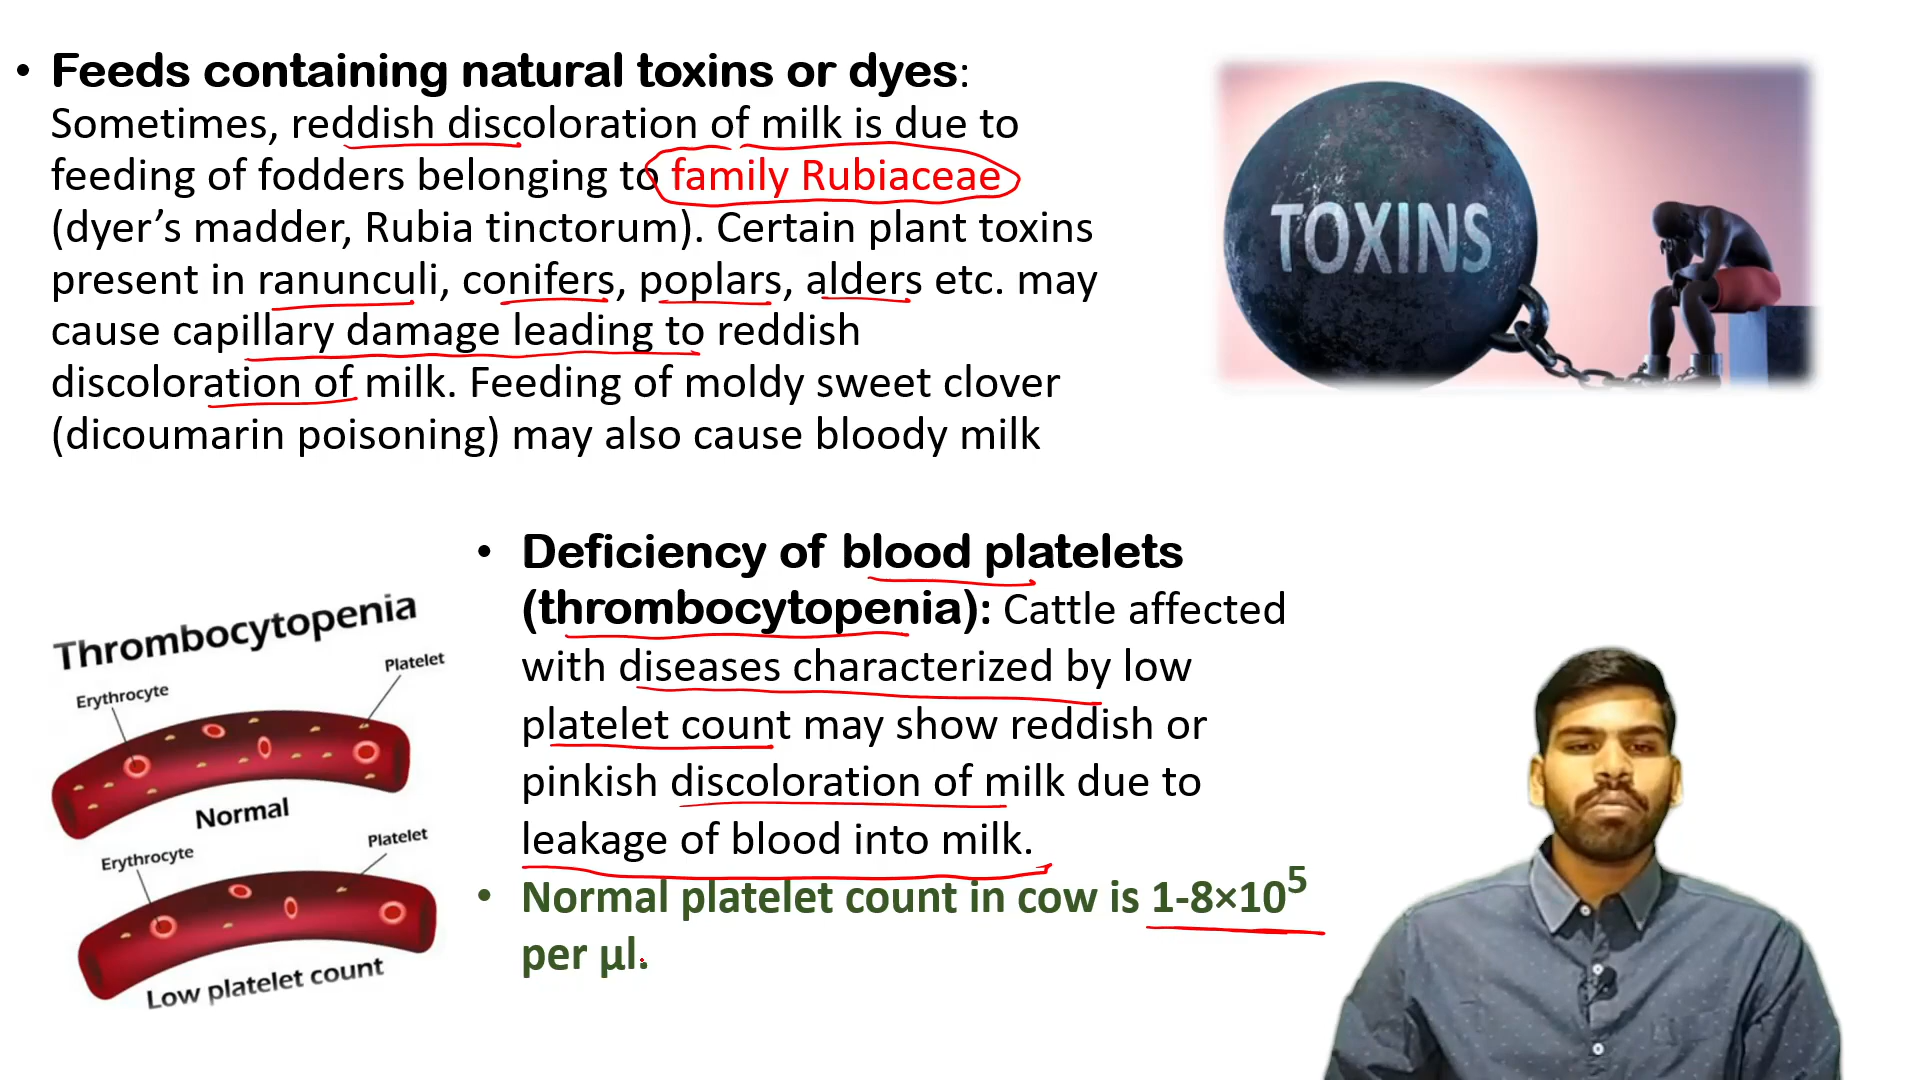 • Feeds containing natural toxins or dyes:
Sometimes, reddish discoloration of milk is due to
feeding of fodders belonging to family Rubiaceae
(dyer’s madder, Rubia tinctorum). Certain plant toxins
present in ranunculi, conifers, poplars, alders etc. may
cause capillary damage leading to reddish
discoloration of milk. Feeding of moldy sweet clover
(dicoumarin poisoning) may also cause bloody milk
TOXINS
• Deficiency of blood platelets
(thrombocytopenia): Cattle affected
with diseases characterized by low
platelet count may show reddish or
pinkish discoloration of milk due to
leakage of blood into milk.
• Normal platelet count in cow is 1-8×10⁵
per µl.
Thrombocytopenia
Platelet
Erythrocyte
Normal
Platelet
Erythrocyte
Low platelet count